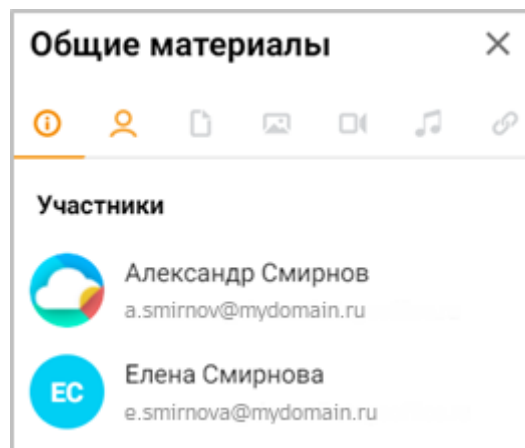 Общие материалы
Участники
Александр Смирнов
a.smirnov@mydomain.ru
ЕС
Елена Смирнова
e.smirnova@mydomain.ru